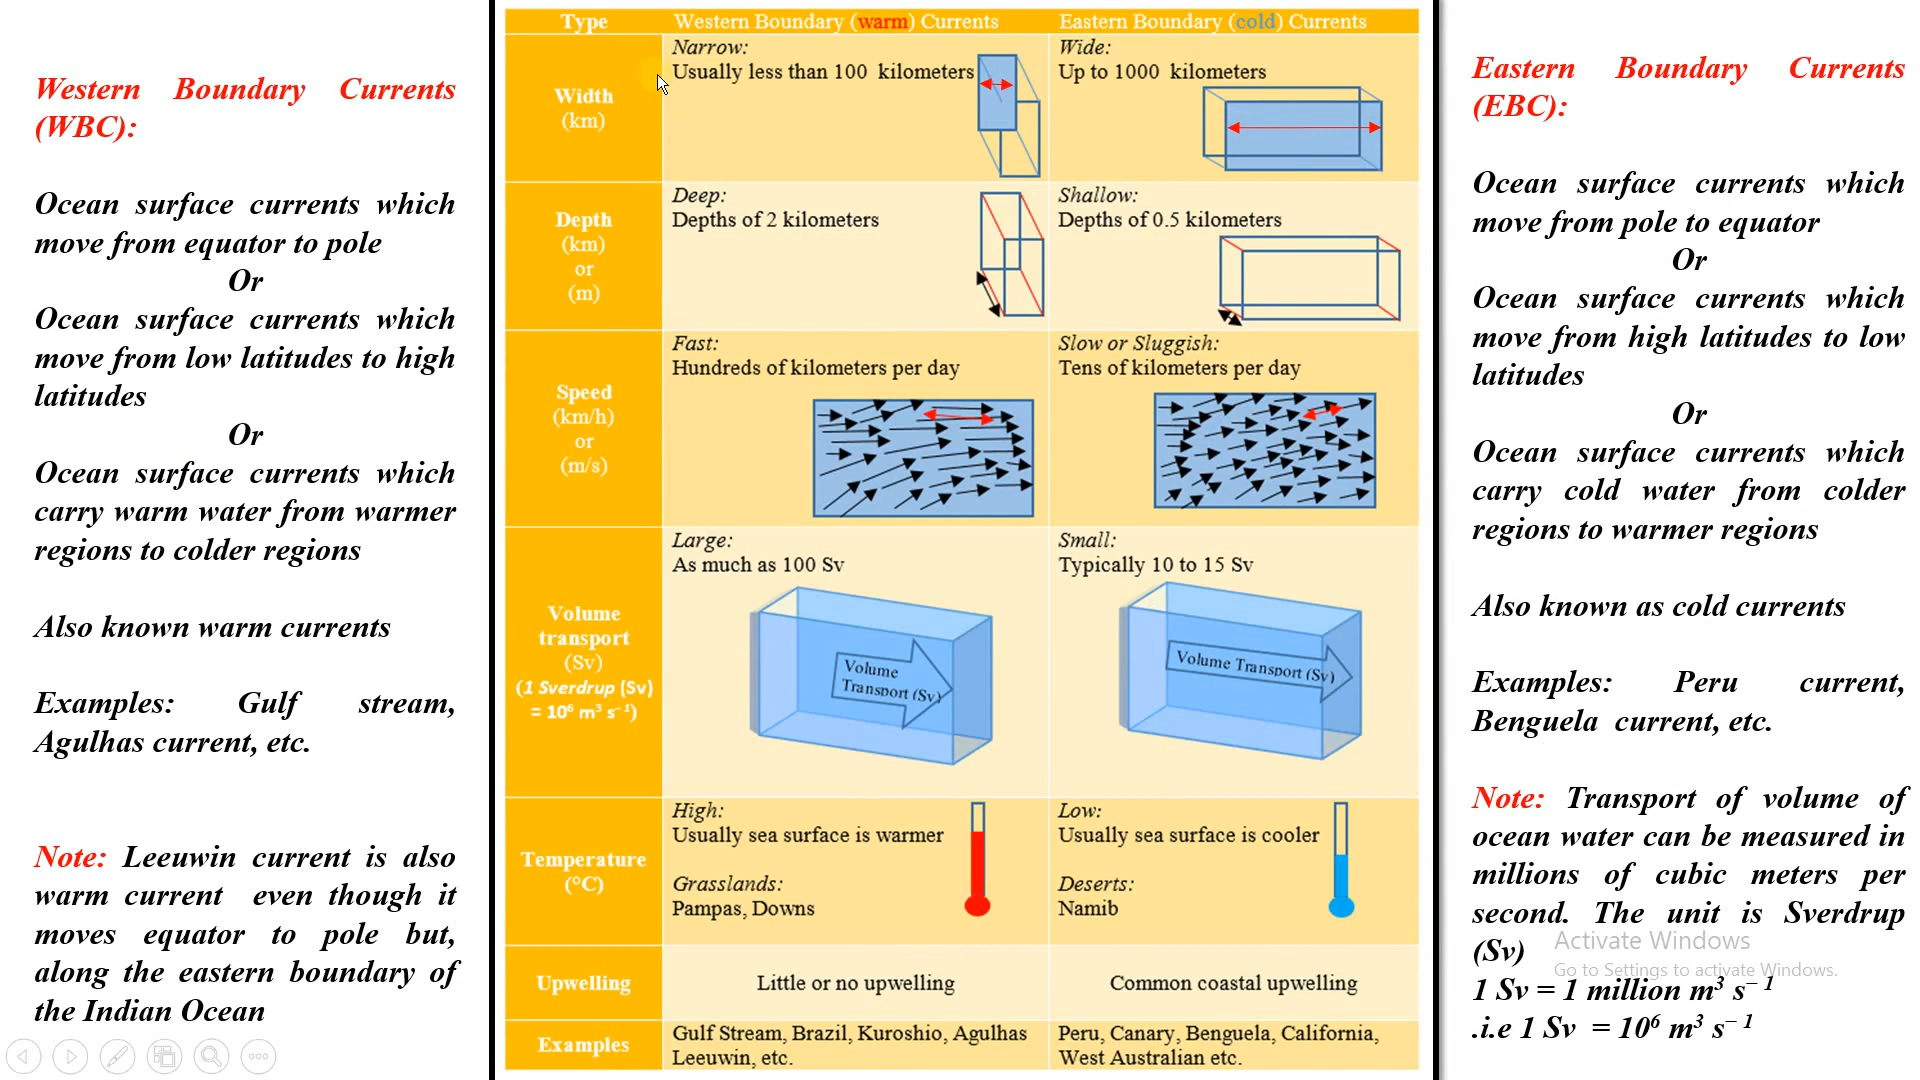 Western Boundary Currents
(WBC):
Ocean surface currents which
move from equator to pole
Or
Ocean surface currents which
move from low latitudes to high
latitudes
Or
Ocean surface currents which
carry warm water from warmer
regions to colder regions
Also known warm currents
Examples: Gulf stream,
Agulhas current, etc.
Note: Leeuwin current is also
warm current even though it
moves equator to pole but,
along the eastern boundary of
the Indian Ocean
Type
Western Boundary (warm) Currents
Eastern Boundary (cold) Currents
Width
(km)
Narrow:
Usually less than 100 kilometers
Wide:
Up to 1000 kilometers
Depth
(km)
or
(m)
Deep:
Depths of 2 kilometers
Shallow:
Depths of 0.5 kilometers
Speed
(km/h)
or
(m/s)
Fast:
Hundreds of kilometers per day
Slow or Sluggish:
Tens of kilometers per day
Volume
transport
(Sv)
(1 Sverdrup (Sv)
= 10⁶ m³ s⁻¹)
Large:
As much as 100 Sv
Volume
Transport (Sv)
Small:
Typically 10 to 15 Sv
Volume Transport (Sv)
Temperature
(°C)
High:
Usually sea surface is warmer
Grasslands:
Pampas, Downs
Low:
Usually sea surface is cooler
Deserts:
Namib
Upwelling
Little or no upwelling
Common coastal upwelling
Examples
Gulf Stream, Brazil, Kuroshio, Agulhas
Leeuwin, etc.
Peru, Canary, Benguela, California,
West Australian etc.
Eastern Boundary Currents
(EBC):
Ocean surface currents which
move from pole to equator
Or
Ocean surface currents which
move from high latitudes to low
latitudes
Or
Ocean surface currents which
carry cold water from colder
regions to warmer regions
Also known as cold currents
Examples: Peru current,
Benguela current, etc.
Note: Transport of volume of
ocean water can be measured in
millions of cubic meters per
second. The unit is Sverdrup
(Sv)
Activate Windows
Go to Settings to activate Windows.
1 Sv = 1 million m³ s⁻¹
.i.e 1 Sv = 10⁶ m³ s⁻¹